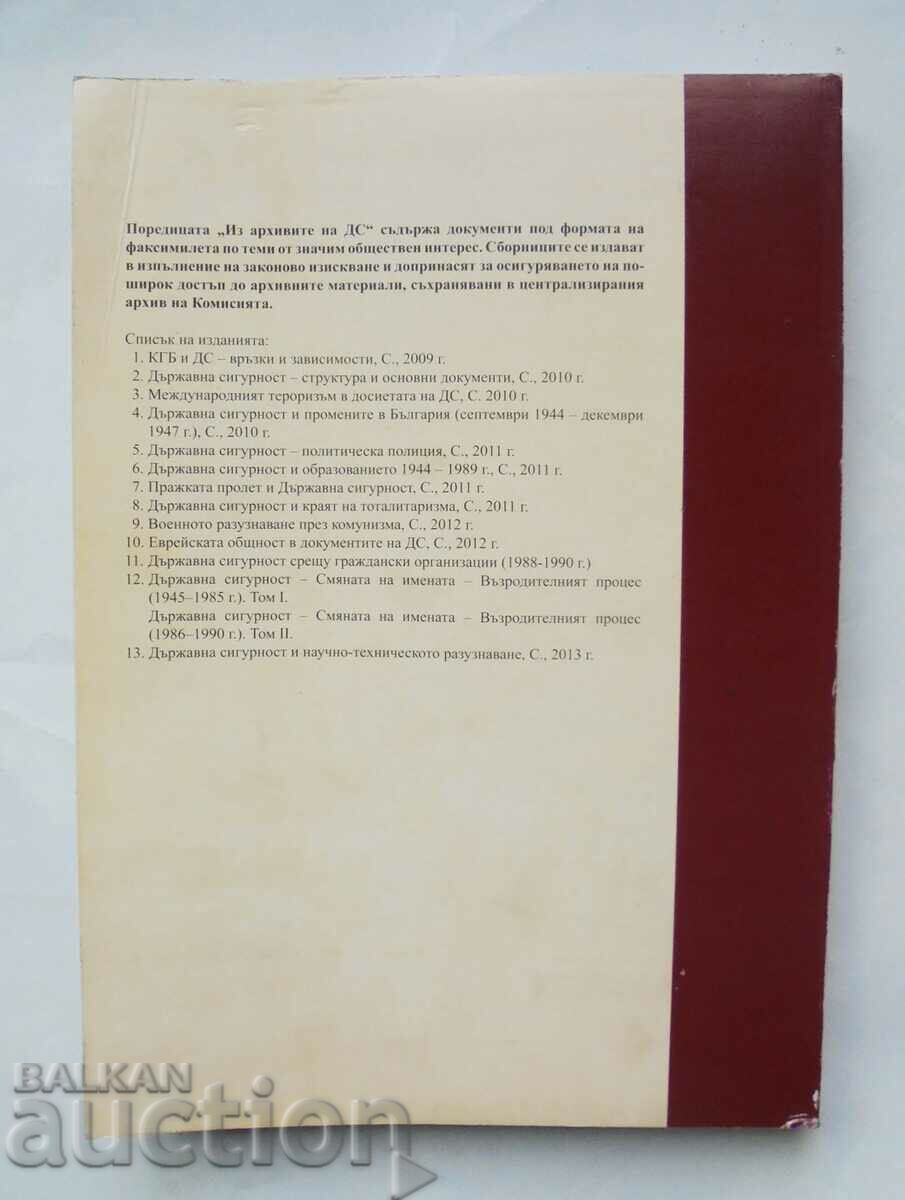 Поредицата „Из архивите на ДС“ съдържа документи под формата на
факсимилета по теми от значим обществен интерес. Сборниците се издават
в изпълнение на законово изискване и допринасят за осигуряването на по-
широк достъп до архивните материали, съхранявани в централизирания
архив на Комисията.
Списък на изданията:
1. КГБ и ДС – връзки и зависимости, С., 2009 г.
2. Държавна сигурност – структура и основни документи, С., 2010 г.
3. Международният тероризъм в досиетата на ДС, С. 2010 г.
4. Държавна сигурност и промените в България (септември 1944 – декември
1947 г.), С., 2010 г.
5. Държавна сигурност – политическа полиция, С., 2011 г.
6. Държавна сигурност и образованието 1944 – 1989 г., С., 2011 г.
7. Пражката пролет и Държавна сигурност, С., 2011 г.
8. Държавна сигурност и краят на тоталитаризма, С., 2011 г.
9. Военното разузнаване през комунизма, С., 2012 г.
10. Еврейската общност в документите на ДС, С., 2012 г.
11. Държавна сигурност срещу граждански организации (1988-1990 г.)
12. Държавна сигурност – Смяната на имената – Възродителният процес
(1945–1985 г.). Том I.
Държавна сигурност – Смяната на имената – Възродителният процес
(1986–1990 г.). Том II.
13. Държавна сигурност и научно-техническото разузнаване, С., 2013 г.
BALKAN
auction